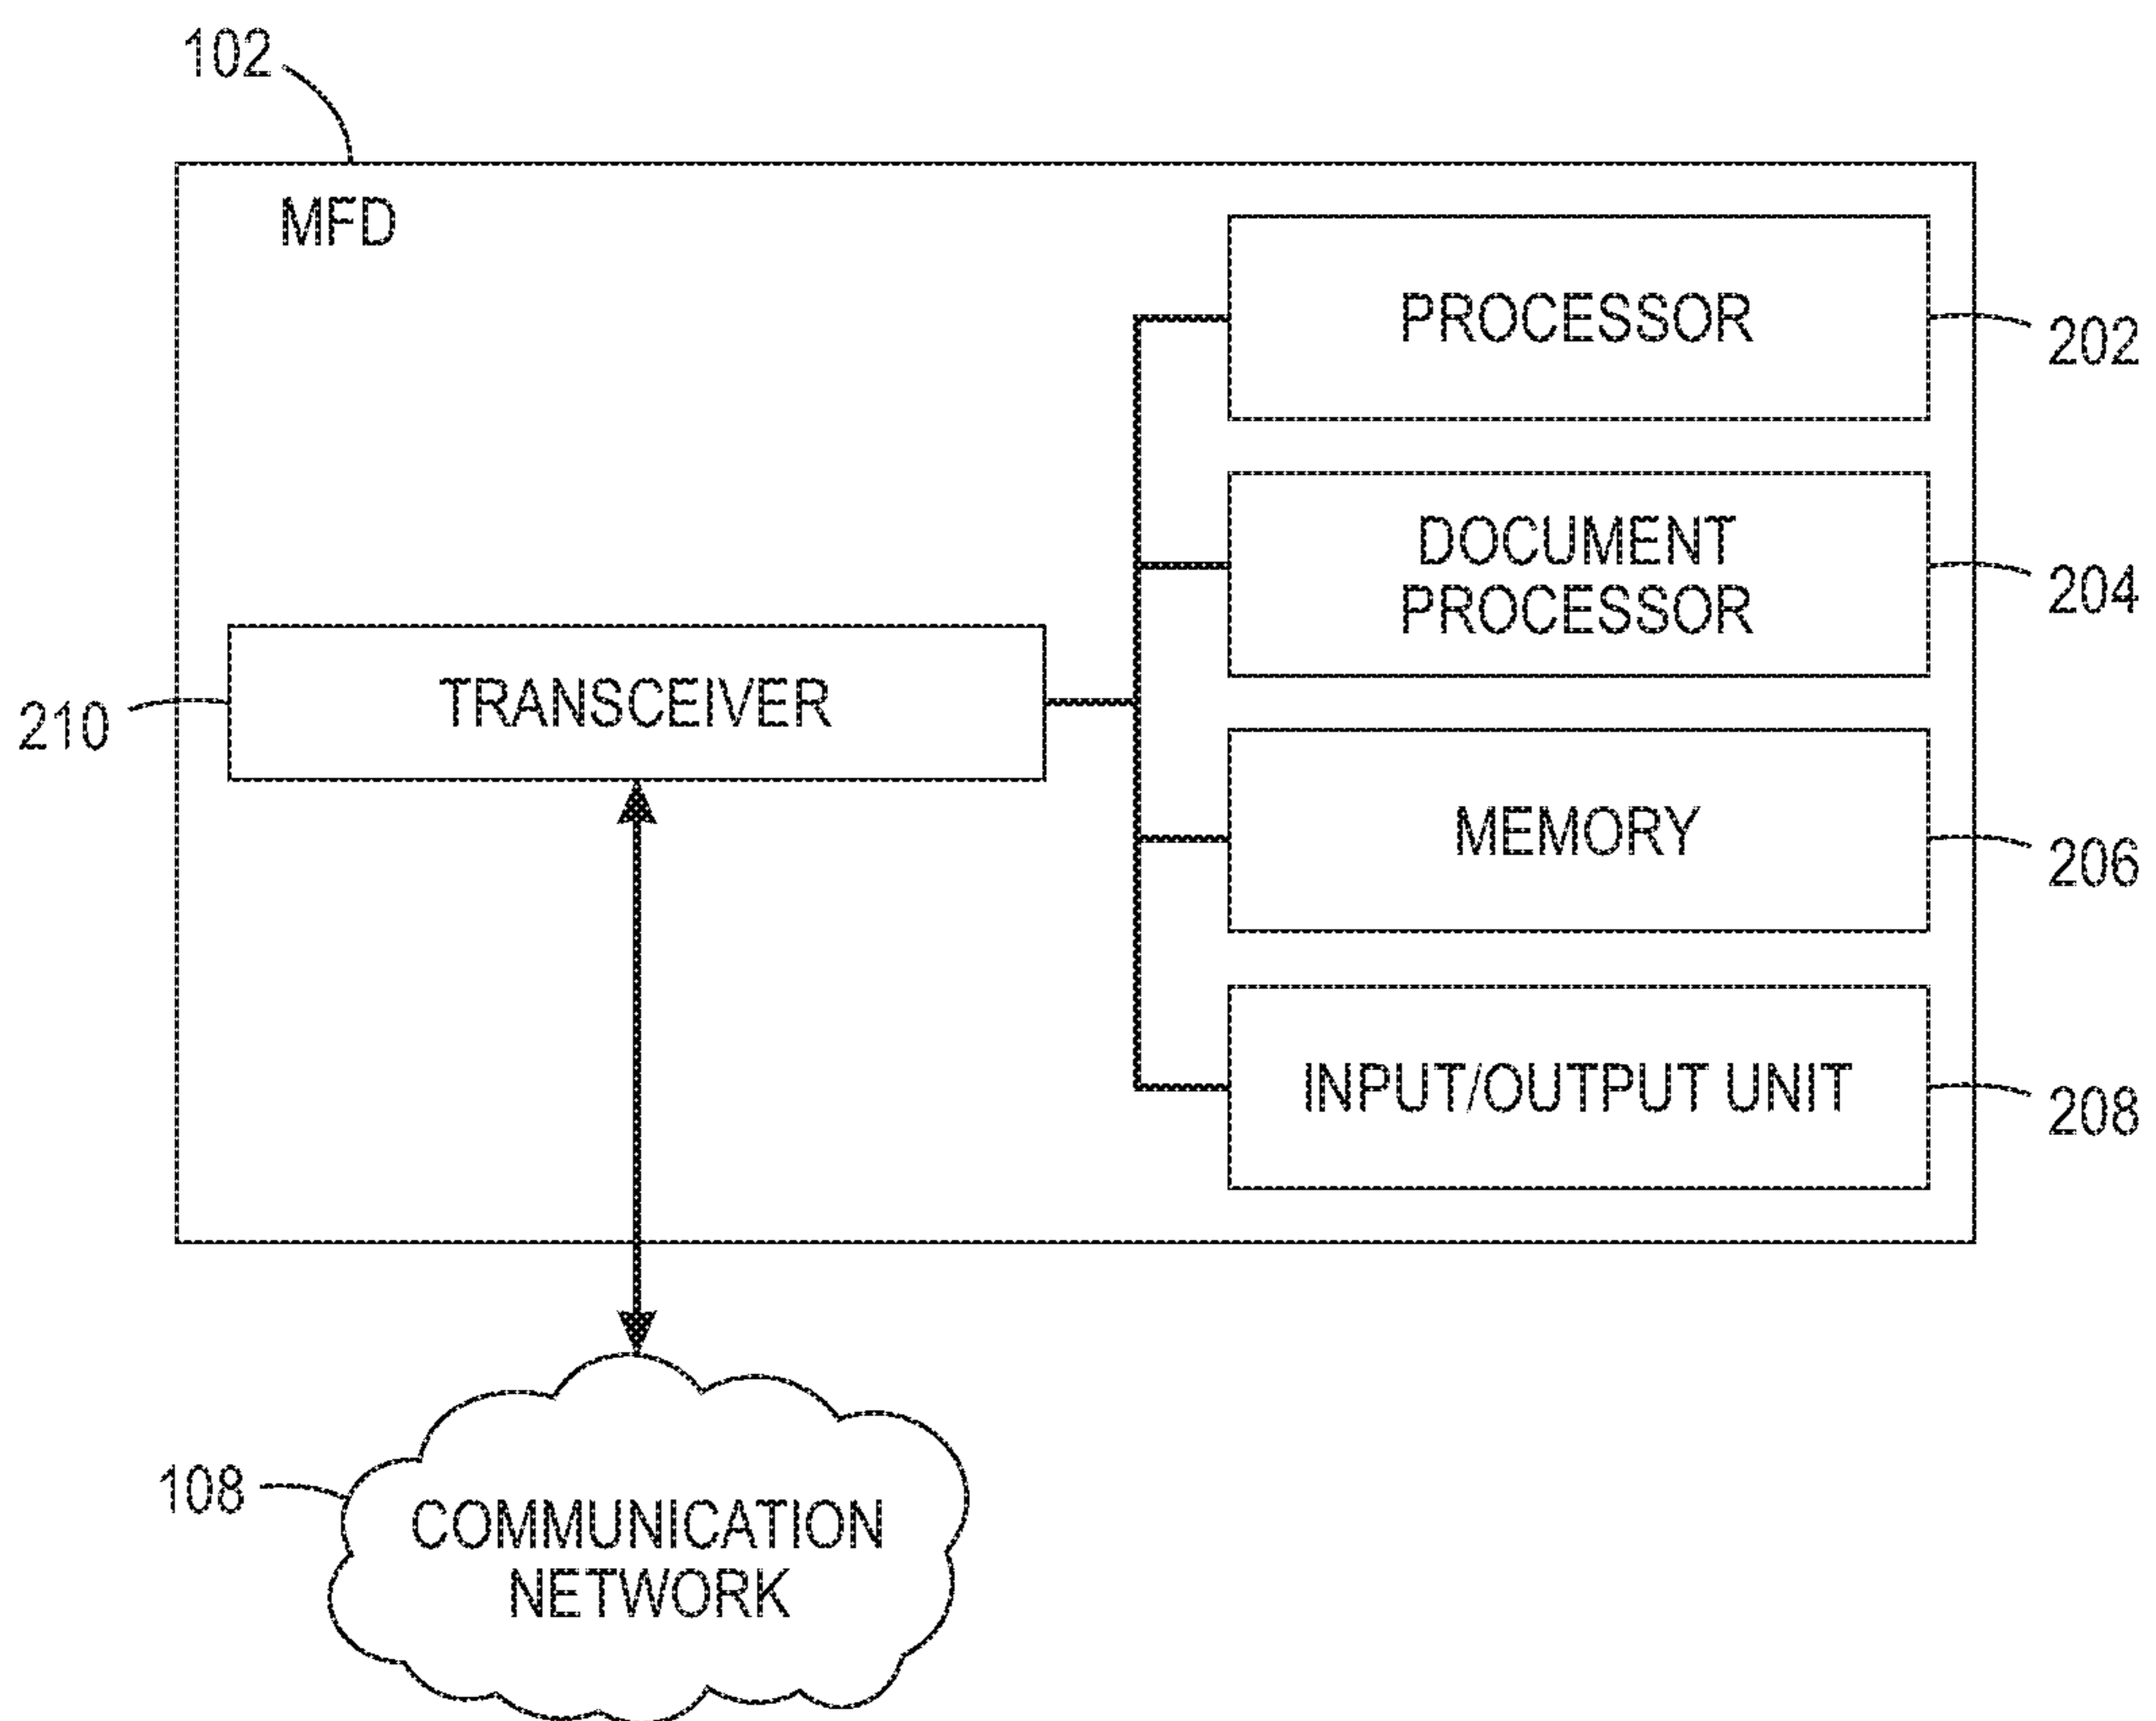 102
MFD
PROCESSOR
202
DOCUMENT
PROCESSOR
204
TRANSCEIVER
210
MEMORY
206
INPUT/OUTPUT UNIT
208
108
COMMUNICATION
NETWORK